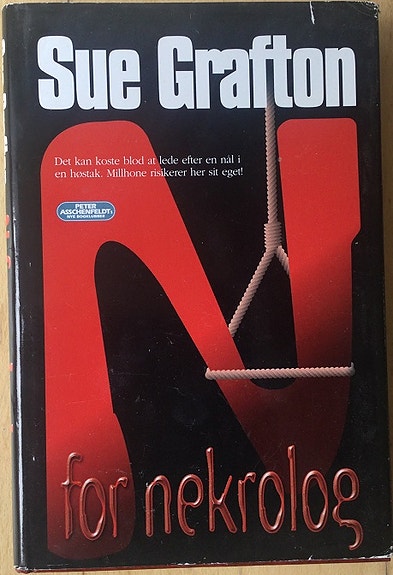 Sue Grafton
N
Det kan koste blod at lede efter en nål i
en høstak. Millhone risikerer her sit eget!
PETER
ASSCHENFELDTs
NYE BOGKLUBBER
for nekrolog